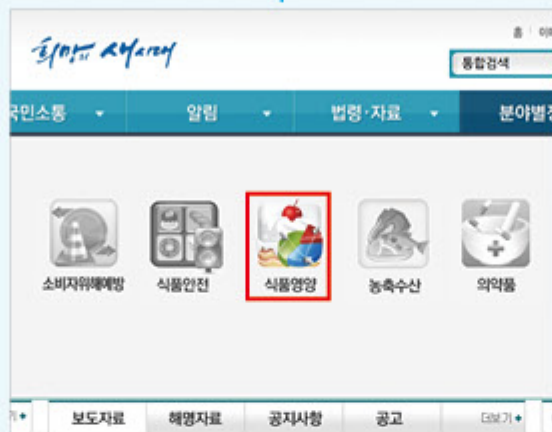 희망의 새시대
홈
통합검색
국민소통 알림 법령·자료 분야별
소비자위해예방 식품안전 식품영양 농축수산 의약품
보도자료 해명자료 공지사항 공고 더보기